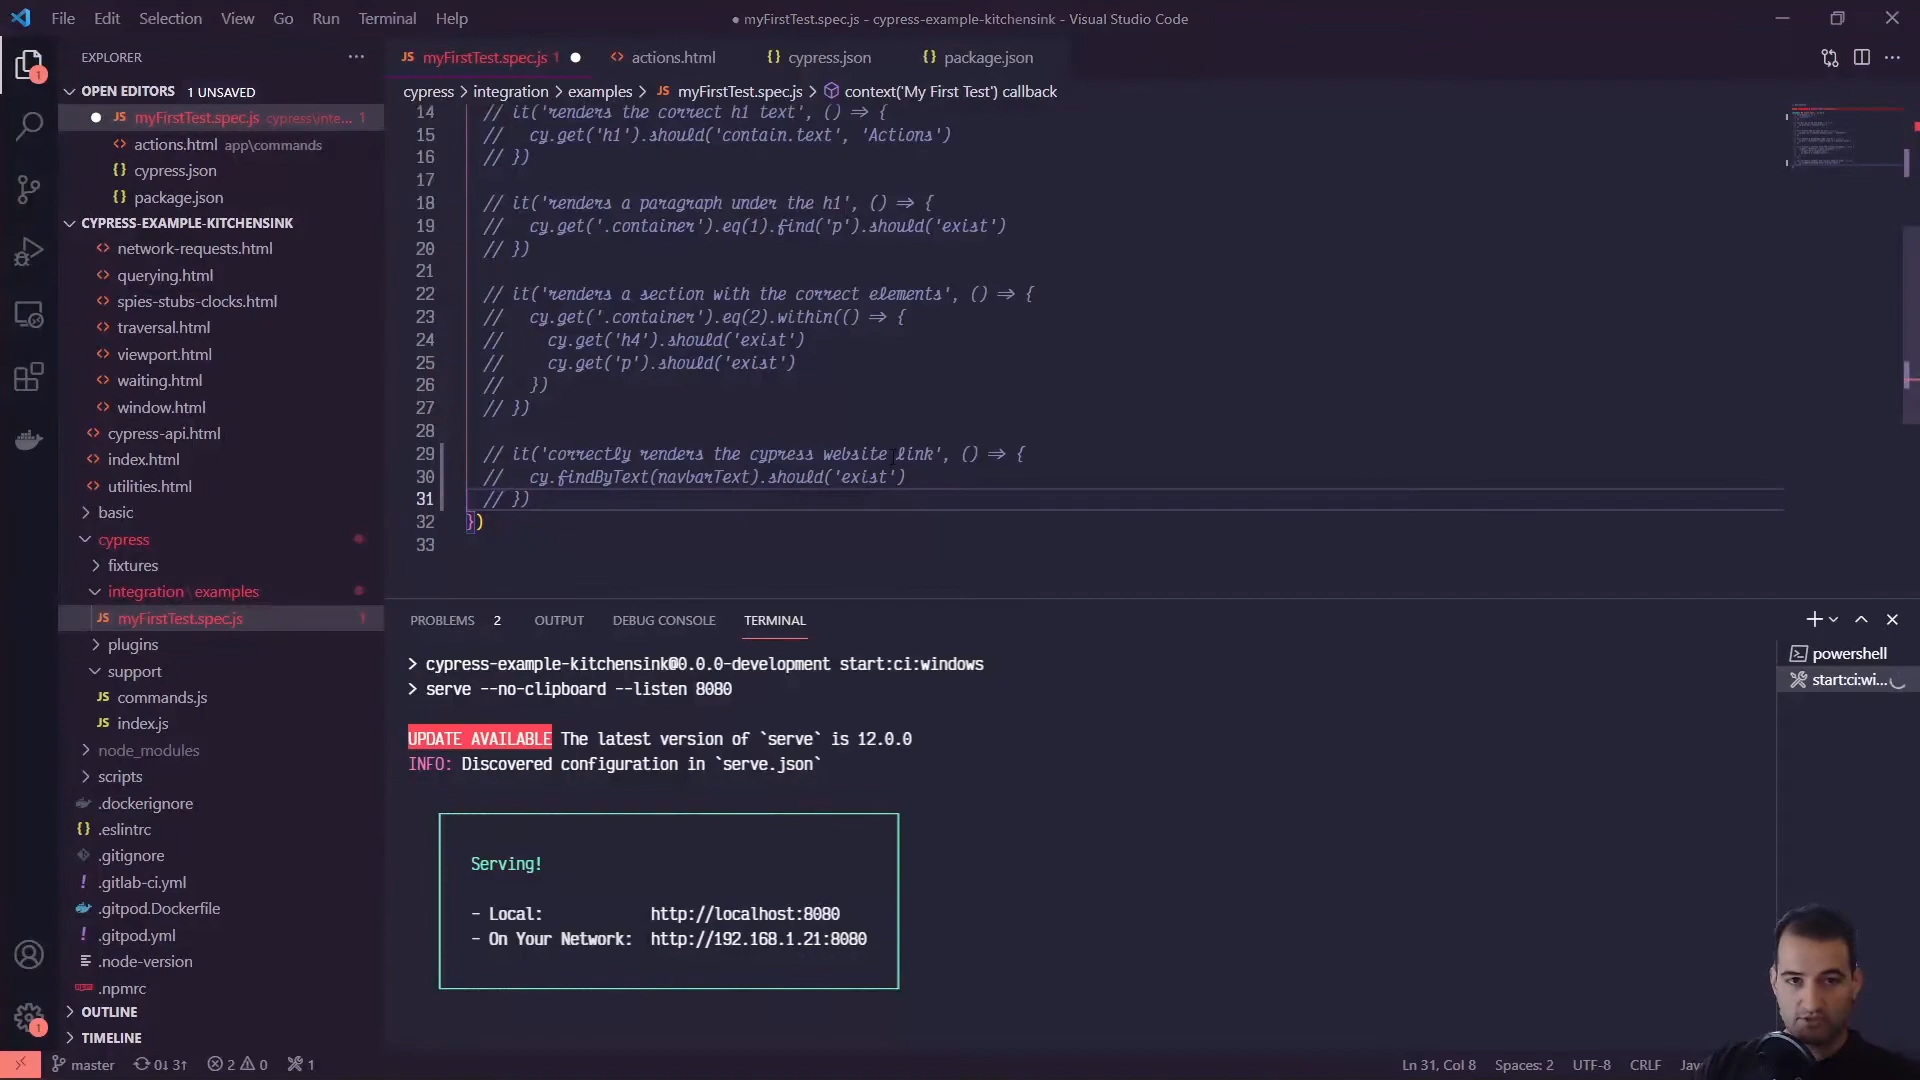 File Edit Selection View Go Run Terminal Help
● myFirstTest.spec.js - cypress-example-kitchensink - Visual Studio Code
EXPLORER
OPEN EDITORS 1 UNSAVED
JS myFirstTest.spec.js cypress\inte... 1
<> actions.html app\commands
{} cypress.json
{} package.json
CYPRESS-EXAMPLE-KITCHENSINK
<> network-requests.html
<> querying.html
<> spies-stubs-clocks.html
<> traversal.html
<> viewport.html
<> waiting.html
<> window.html
<> cypress-api.html
<> index.html
<> utilities.html
basic
cypress
fixtures
integration \ examples
JS myFirstTest.spec.js 1
plugins
support
JS commands.js
JS index.js
node_modules
scripts
.dockerignore
{} .eslintrc
.gitignore
! .gitlab-ci.yml
.gitpod.Dockerfile
! .gitpod.yml
.node-version
.npmrc
OUTLINE
TIMELINE
JS myFirstTest.spec.js 1 ● <> actions.html {} cypress.json {} package.json
cypress > integration > examples > JS myFirstTest.spec.js > context('My First Test') callback
14 // it('renders the correct h1 text', () => {
15 //   cy.get('h1').should('contain.text', 'Actions')
16 // })
17
18 // it('renders a paragraph under the h1', () => {
19 //   cy.get('.container').eq(1).find('p').should('exist')
20 // })
21
22 // it('renders a section with the correct elements', () => {
23 //   cy.get('.container').eq(2).within(() => {
24 //     cy.get('h4').should('exist')
25 //     cy.get('p').should('exist')
26 //   })
27 // })
28
29 // it('correctly renders the cypress website link', () => {
30 //   cy.findByText(navbarText).should('exist')
31 // })
32 })
33
PROBLEMS 2 OUTPUT DEBUG CONSOLE TERMINAL
> cypress-example-kitchensink@0.0.0-development start:ci:windows
> serve --no-clipboard --listen 8080
UPDATE AVAILABLE The latest version of `serve` is 12.0.0
INFO: Discovered configuration in `serve.json`
Serving!
- Local: http://localhost:8080
- On Your Network: http://192.168.1.21:8080
powershell
start:ci:wi...
1
1
master 0↓ 3↑ 2 0 1
Ln 31, Col 8 Spaces: 2 UTF-8 CRLF